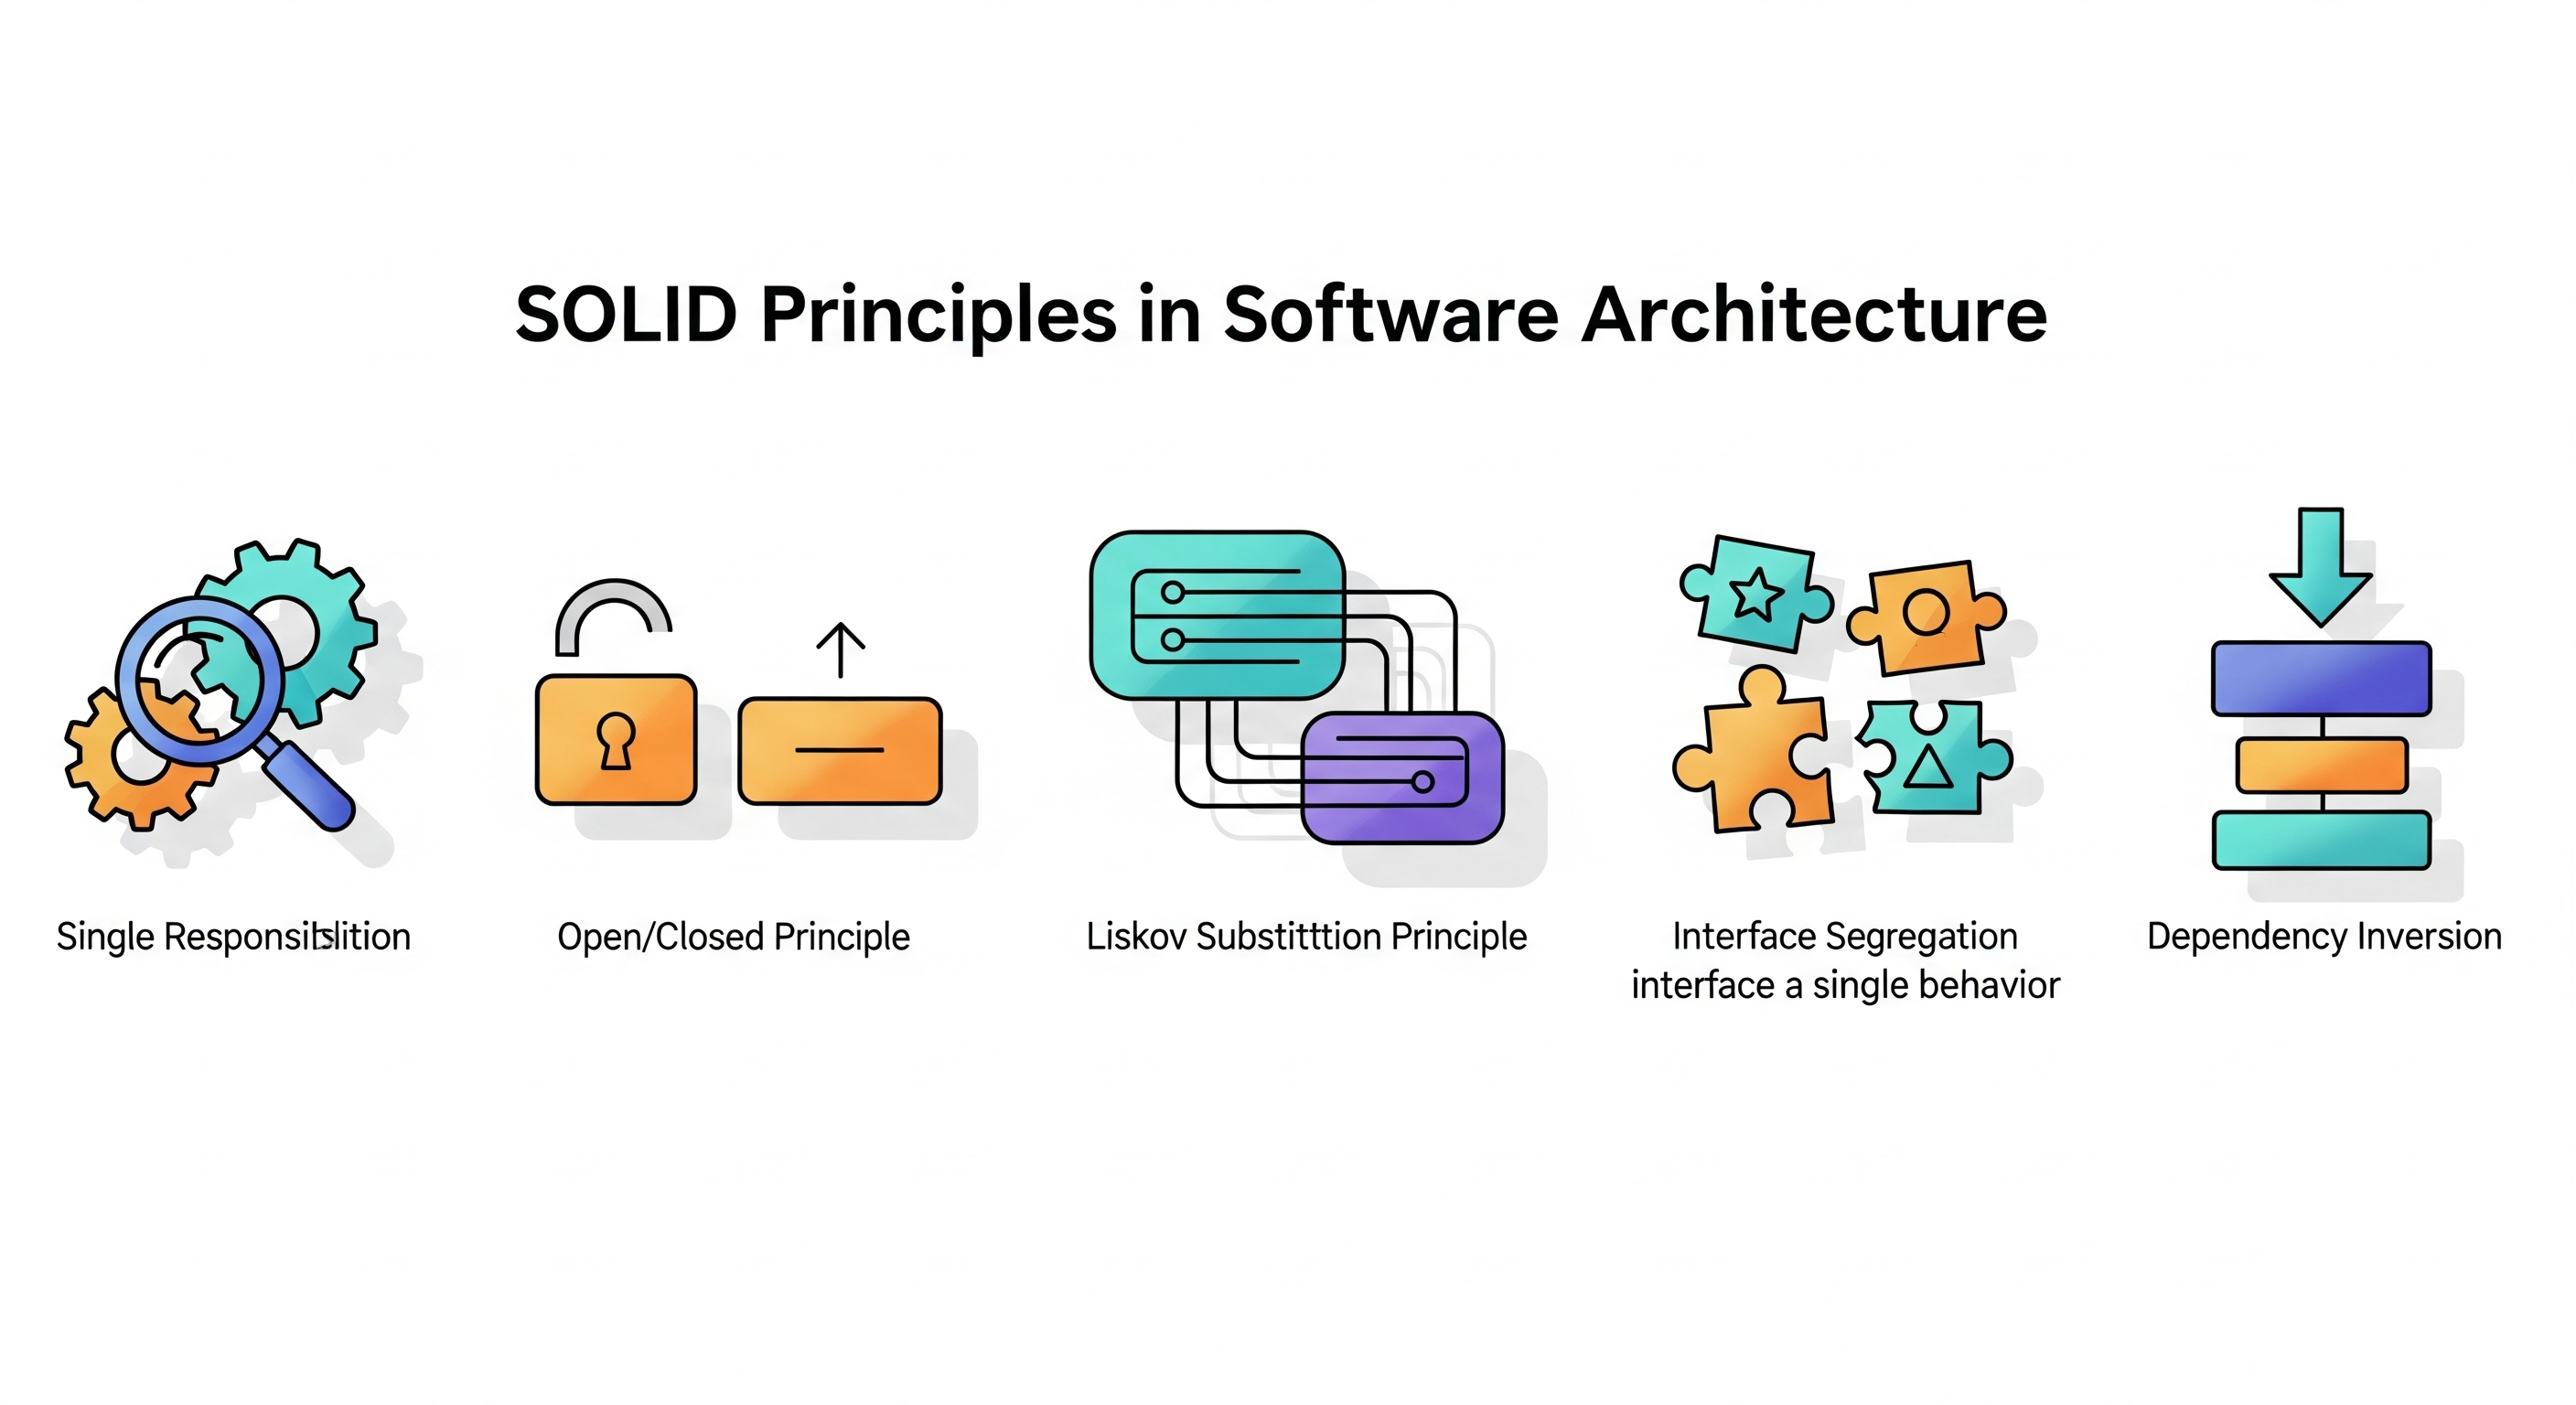 SOLID Principles in Software Architecture
Single
Open/Closed Principle
Liskov Substitttion Principle
Interface Segregation
interface a single behavior
Dependency Inversion